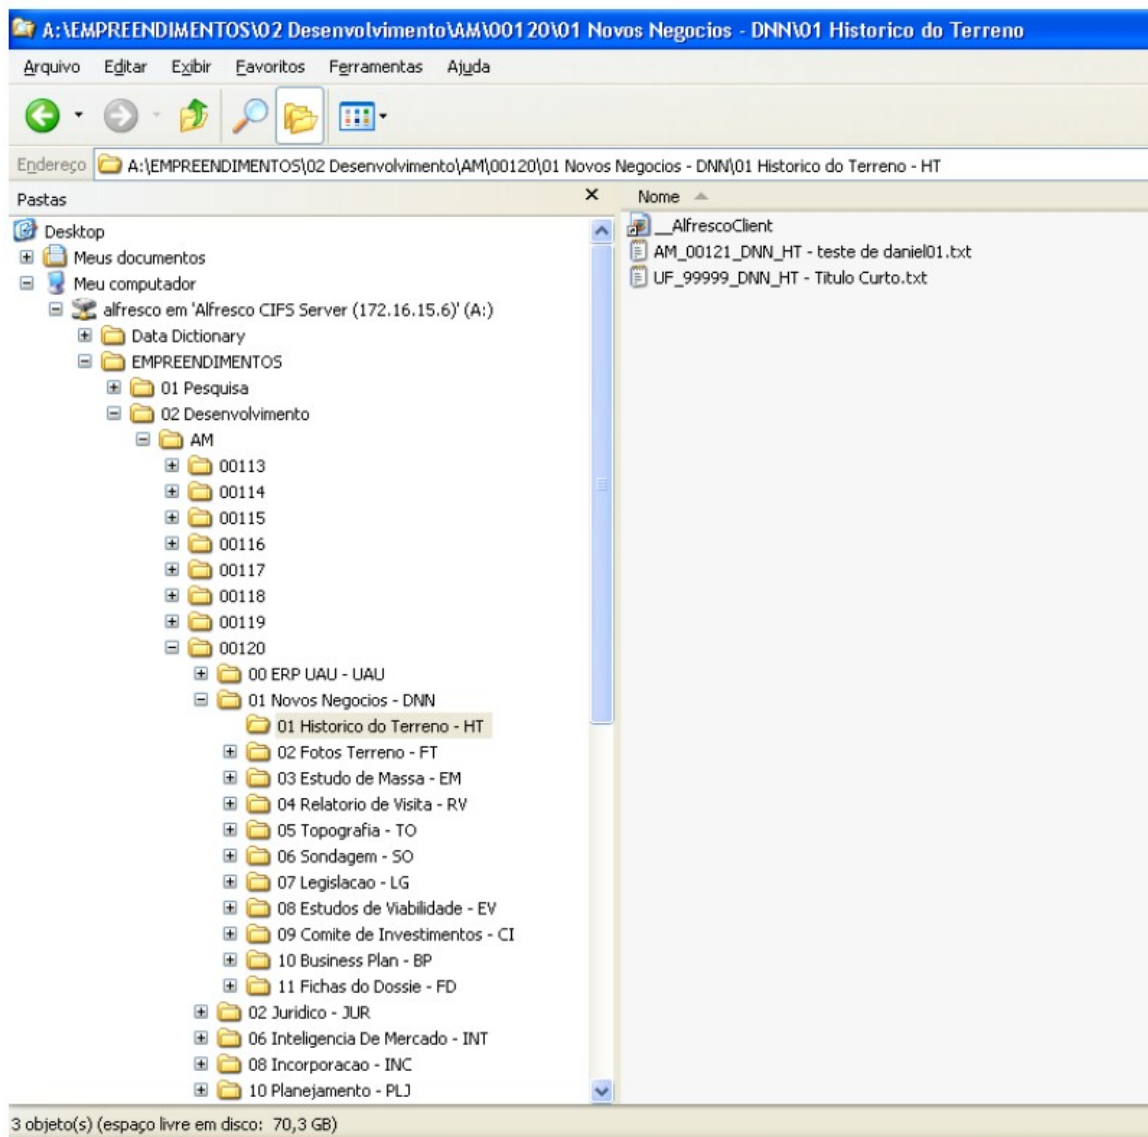 A:\EMPREENDIMENTOS\02 Desenvolvimento\AM\00120\01 Novos Negocios - DNN\01 Historico do Terreno
Arquivo Editar Exibir Favoritos Ferramentas Ajuda
Endereço A:\EMPREENDIMENTOS\02 Desenvolvimento\AM\00120\01 Novos Negocios - DNN\01 Historico do Terreno - HT
Pastas
Desktop
Meus documentos
Meu computador
alfresco em 'Alfresco CIFS Server (172.16.15.6)' (A:)
Data Dictionary
EMPREENDIMENTOS
01 Pesquisa
02 Desenvolvimento
AM
00113
00114
00115
00116
00117
00118
00119
00120
00 ERP UAU - UAU
01 Novos Negocios - DNN
01 Historico do Terreno - HT
02 Fotos Terreno - FT
03 Estudo de Massa - EM
04 Relatorio de Visita - RV
05 Topografia - TO
06 Sondagem - SO
07 Legislacao - LG
08 Estudos de Viabilidade - EV
09 Comite de Investimentos - CI
10 Business Plan - BP
11 Fichas do Dossie - FD
02 Juridico - JUR
06 Inteligencia De Mercado - INT
08 Incorporacao - INC
10 Planejamento - PLJ
Nome
__AlfrescoClient
AM_00121_DNN_HT - teste de daniel01.txt
UF_99999_DNN_HT - Titulo Curto.txt
3 objeto(s) (espaço livre em disco: 70,3 GB)